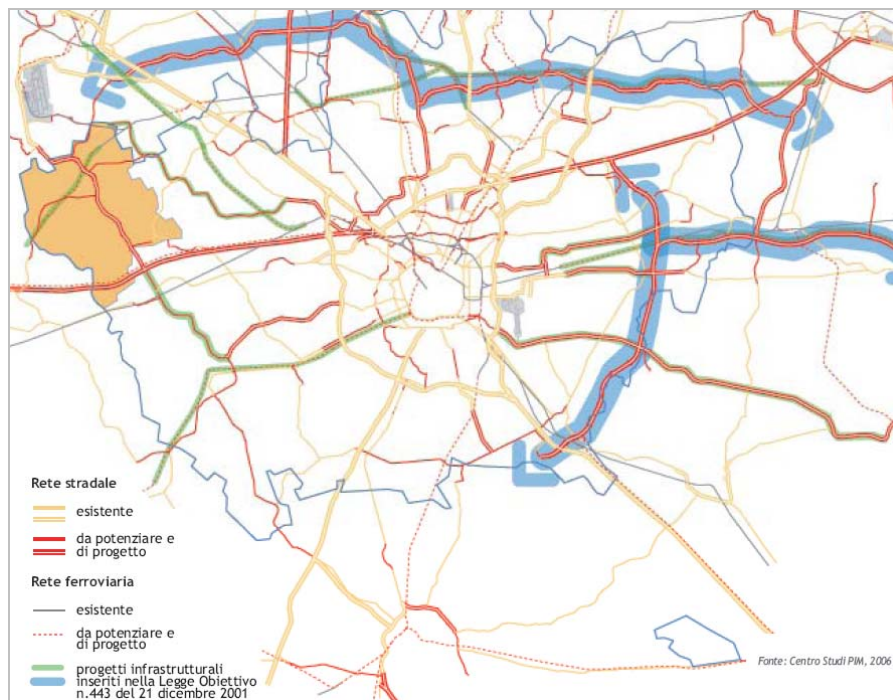 Rete stradale
esistente
da potenziare e
di progetto
Rete ferroviaria
esistente
da potenziare e
di progetto
progetti infrastrutturali
inseriti nella Legge Obiettivo
n.443 del 21 dicembre 2001
Fonte: Centro Studi PIM, 2006